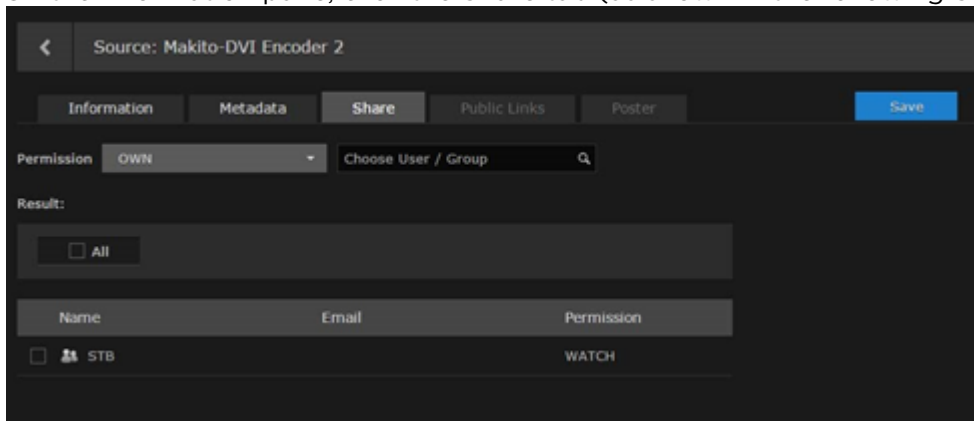 Source: Makito-DVI Encoder 2
Information Metadata Share Public Links Poster Save
Permission OWN Choose User / Group
Result:
All
Name Email Permission
STB WATCH